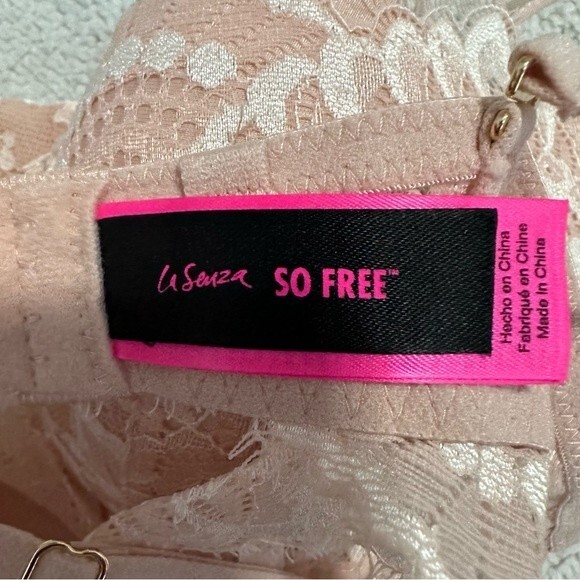 La Senza SO FREE™
Hecho en China
Fabriqué en Chine
Made in China